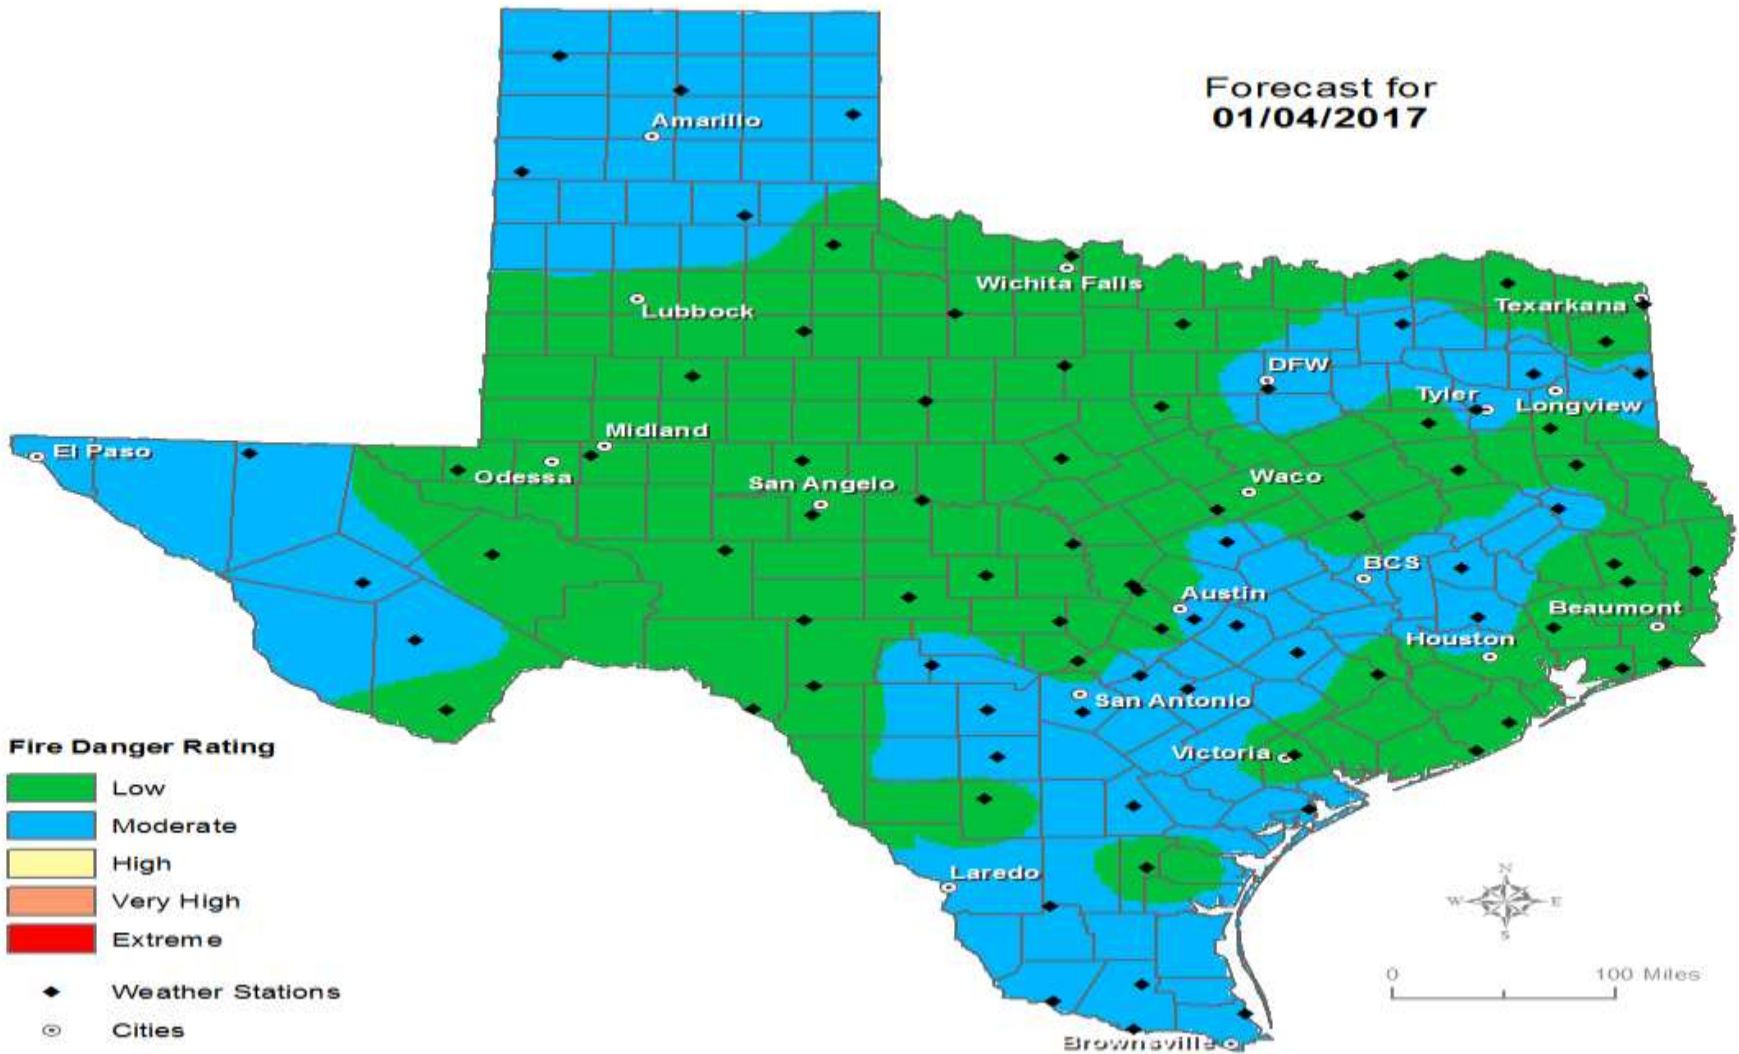 Forecast for
01/04/2017
Amarillo
Wichita Falls
Texarkana
Lubbock
DFW
Tyler
Longview
Midland
El Paso
Odessa
San Angelo
Waco
BCS
Austin
Beaumont
Houston
San Antonio
Victoria
Laredo
Brownsville
Fire Danger Rating
Low
Moderate
High
Very High
Extreme
Weather Stations
Cities
N
W E
S
0 100 Miles